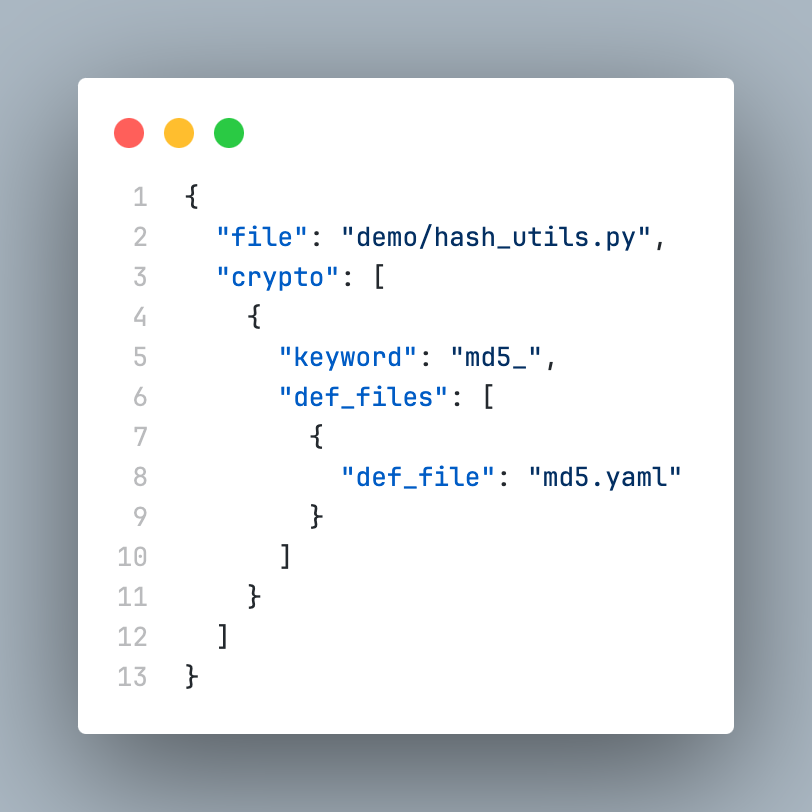 1 {
2   "file": "demo/hash_utils.py",
3   "crypto": [
4     {
5       "keyword": "md5_",
6       "def_files": [
7         {
8           "def_file": "md5.yaml"
9         }
10       ]
11     }
12   ]
13 }